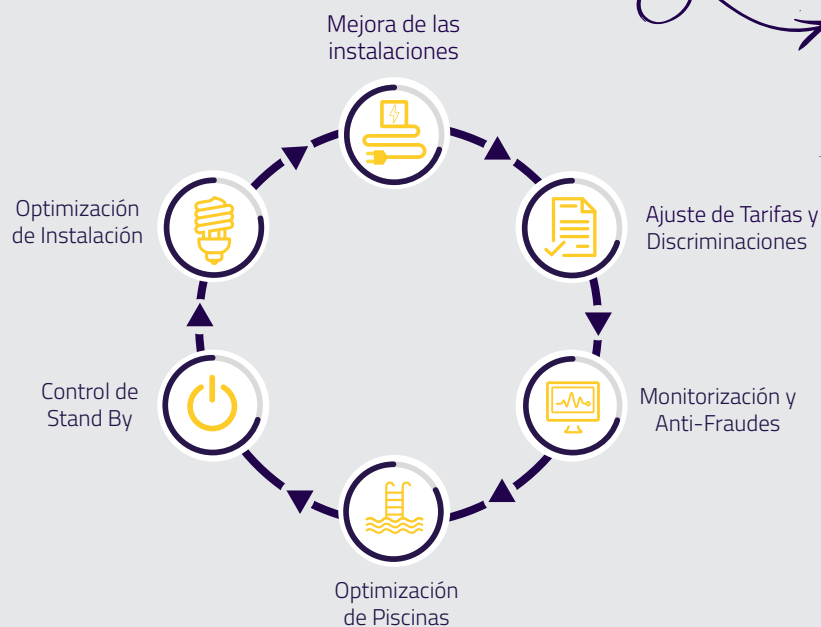 Mejora de las
instalaciones
Optimización
de Instalación
Ajuste de Tarifas y
Discriminaciones
Control de
Stand By
Monitorización y
Anti-Fraudes
Optimización
de Piscinas